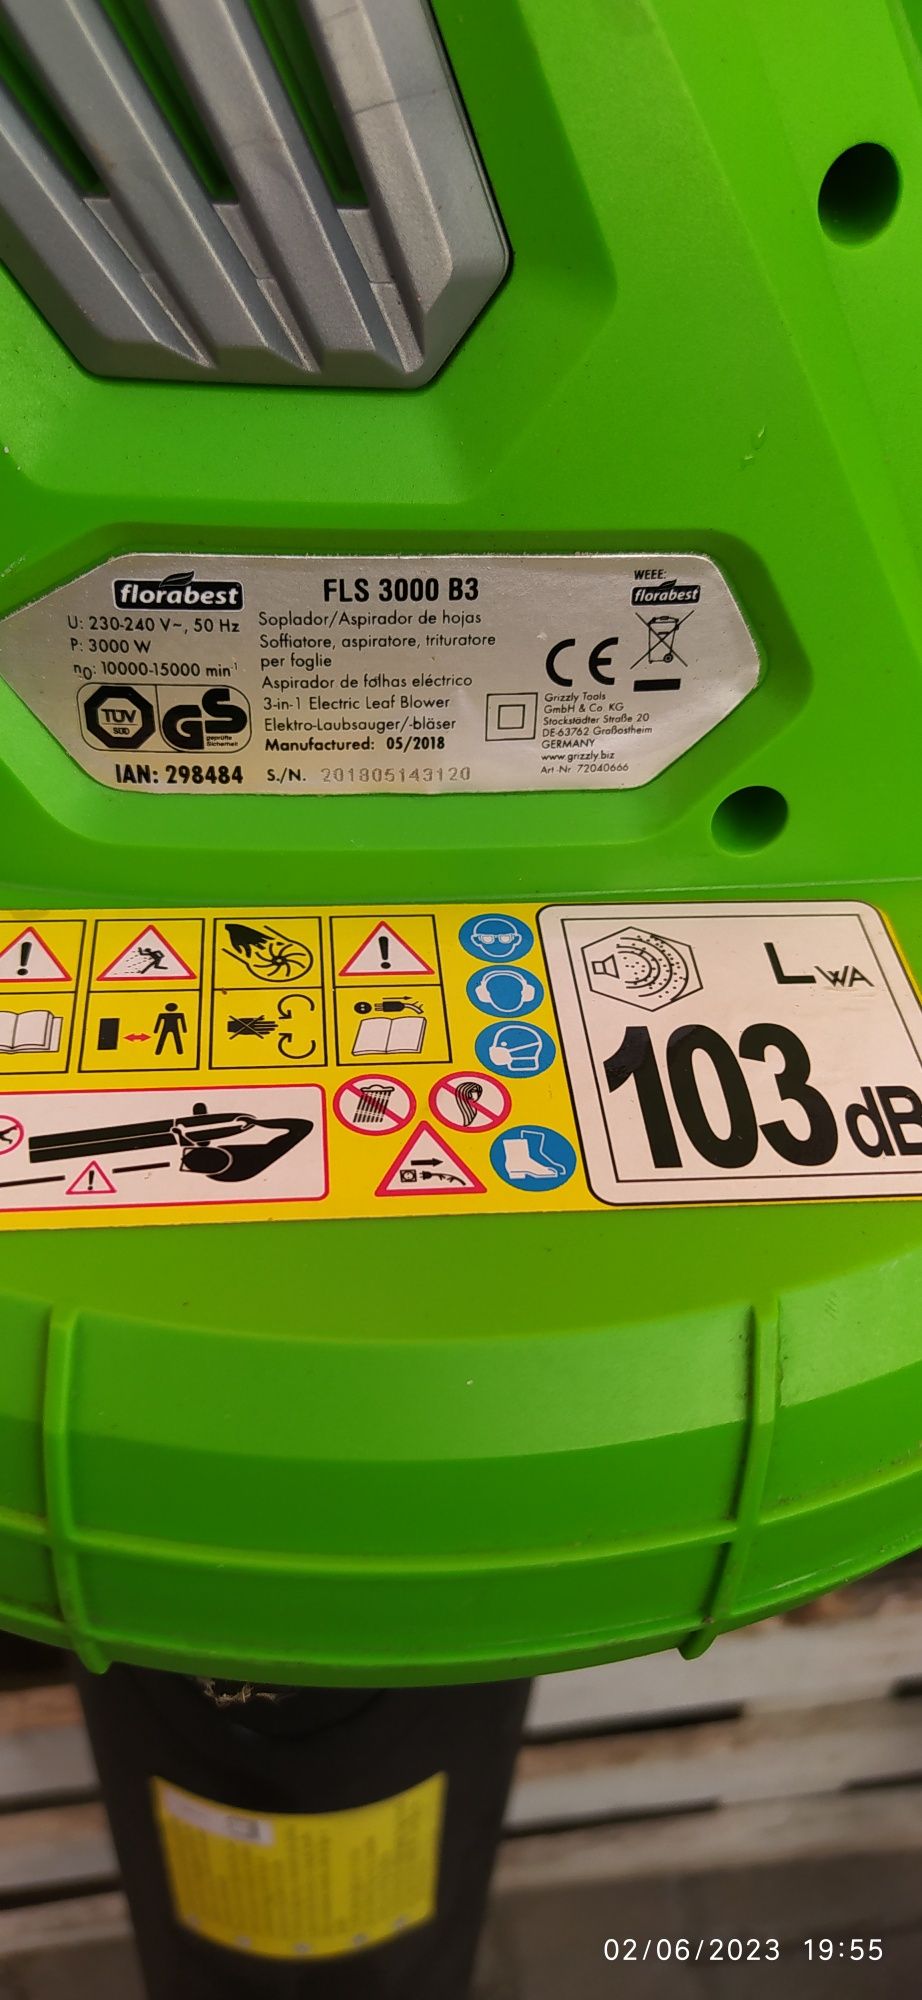 florabest
FLS 3000 B3
WEEE:
florabest
U: 230-240 V~, 50 Hz
P: 3000 W
n0: 10000-15000 min-1
Soplador/Aspirador de hojas
Soffiatore, aspiratore, trituratore
per foglie
Aspirador de folhas eléctrico
3-in-1 Electric Leaf Blower
Elektro-Laubsauger/-bläser
Manufactured: 05/2018
TÜV
SÜD
GS
geprüfte
Sicherheit
CE
Grizzly Tools
GmbH & Co. KG
Stockstädter Straße 20
DE-63762 Großostheim
GERMANY
www.grizzly.biz
Art-Nr 72040666
IAN: 298484
S./N. 201805143120
LWA
103 dB
02/06/2023 19:55